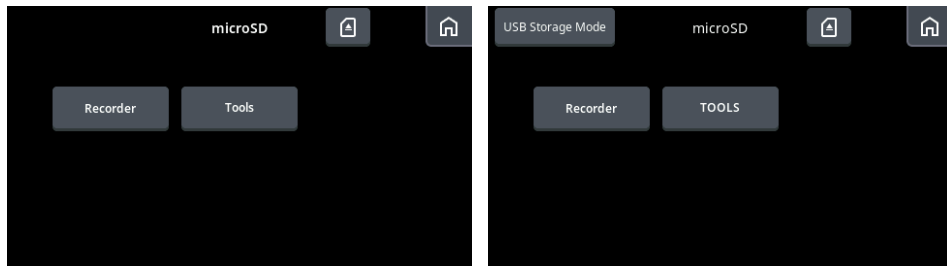 microSD
Recorder Tools
USB Storage Mode microSD
Recorder TOOLS